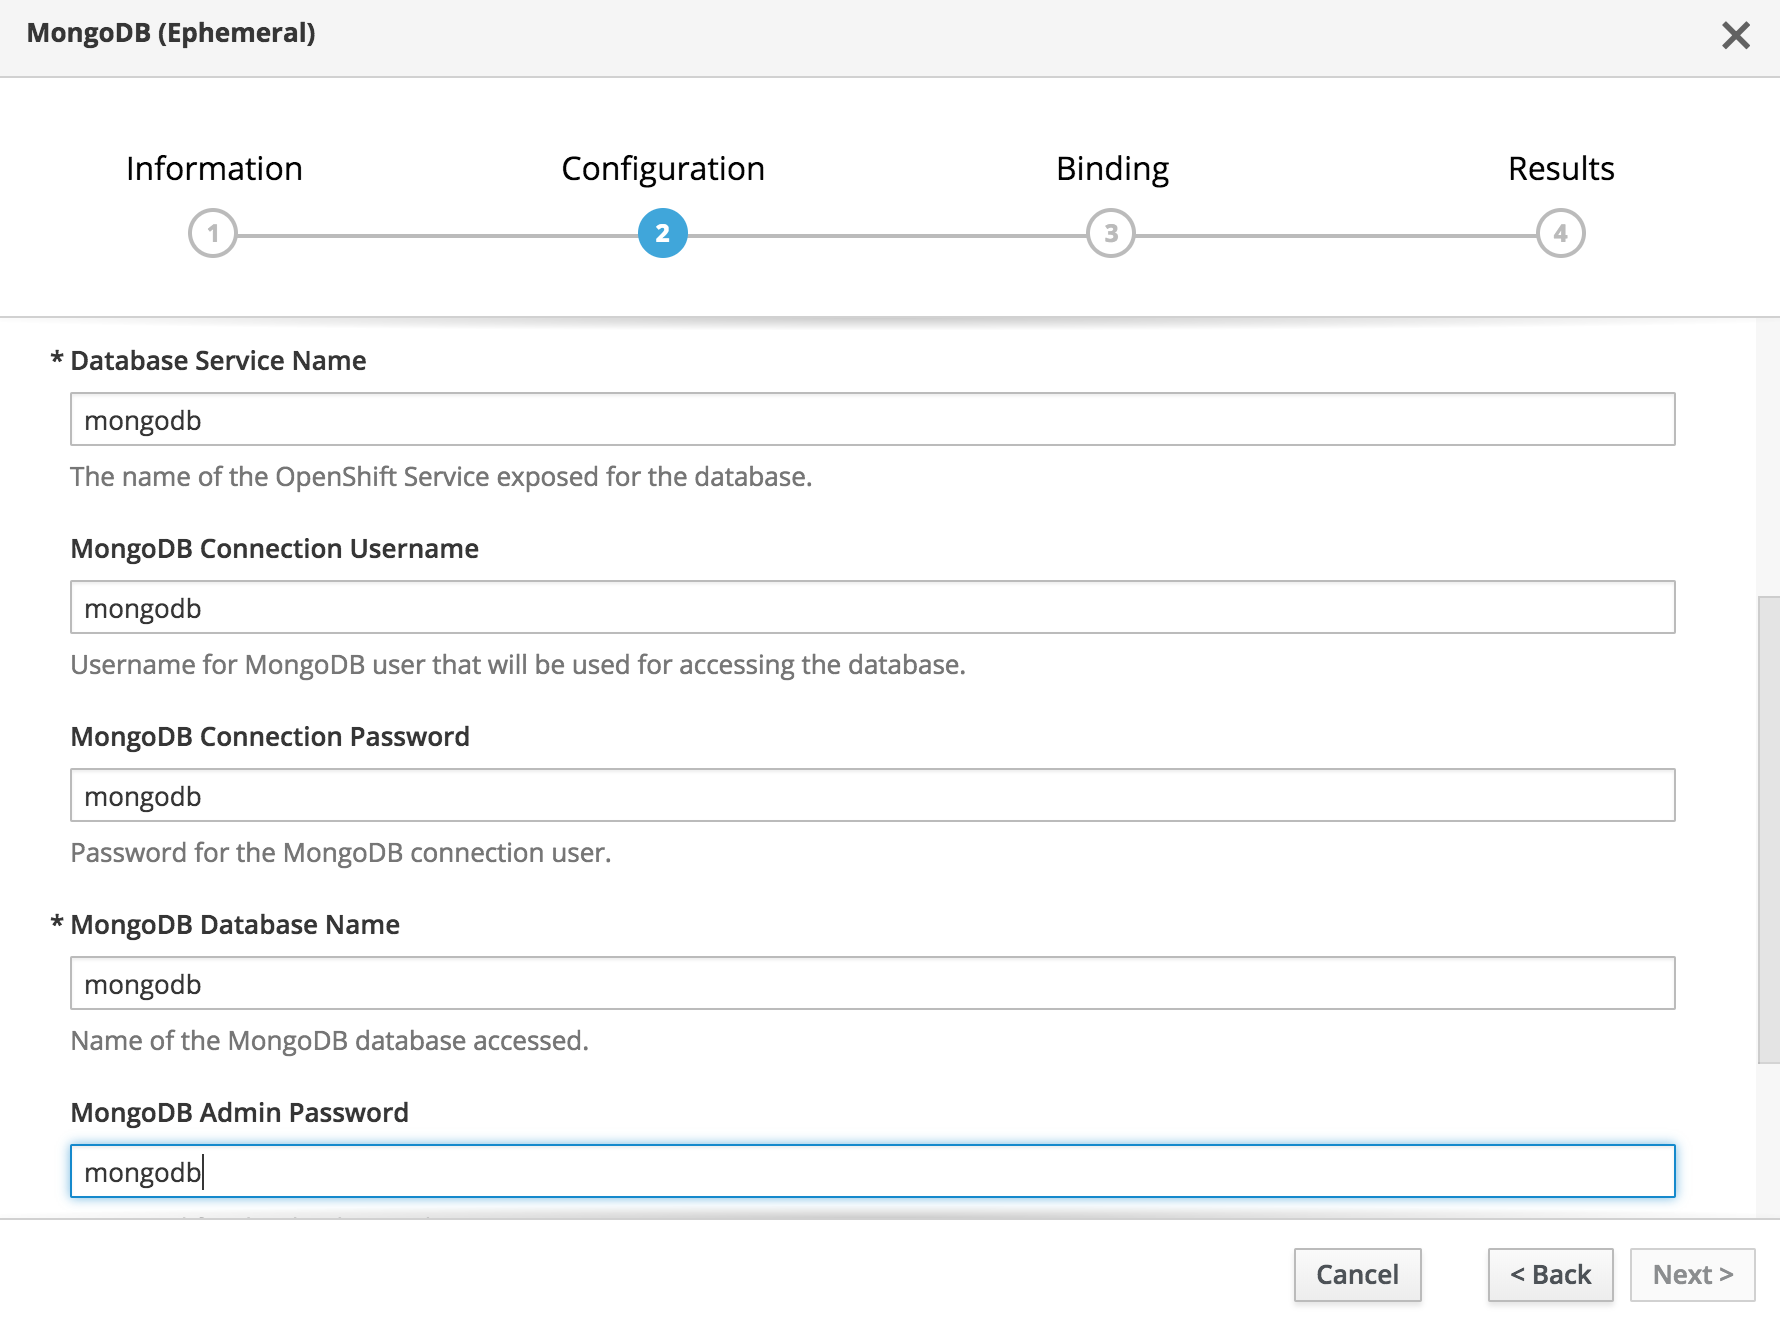 MongoDB (Ephemeral)
Information Configuration Binding Results
1 2 3 4
* Database Service Name
mongodb
The name of the OpenShift Service exposed for the database.
MongoDB Connection Username
mongodb
Username for MongoDB user that will be used for accessing the database.
MongoDB Connection Password
mongodb
Password for the MongoDB connection user.
* MongoDB Database Name
mongodb
Name of the MongoDB database accessed.
MongoDB Admin Password
mongodb
Cancel < Back Next >